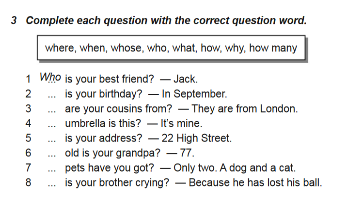 3 Complete each question with the correct question word.
where, when, whose, who, what, how, why, how many
1 Who is your best friend? — Jack.
2 ... is your birthday? — In September.
3 ... are your cousins from? — They are from London.
4 ... umbrella is this? — It's mine.
5 ... is your address? — 22 High Street.
6 ... old is your grandpa? — 77.
7 ... pets have you got? — Only two. A dog and a cat.
8 ... is your brother crying? — Because he has lost his ball.